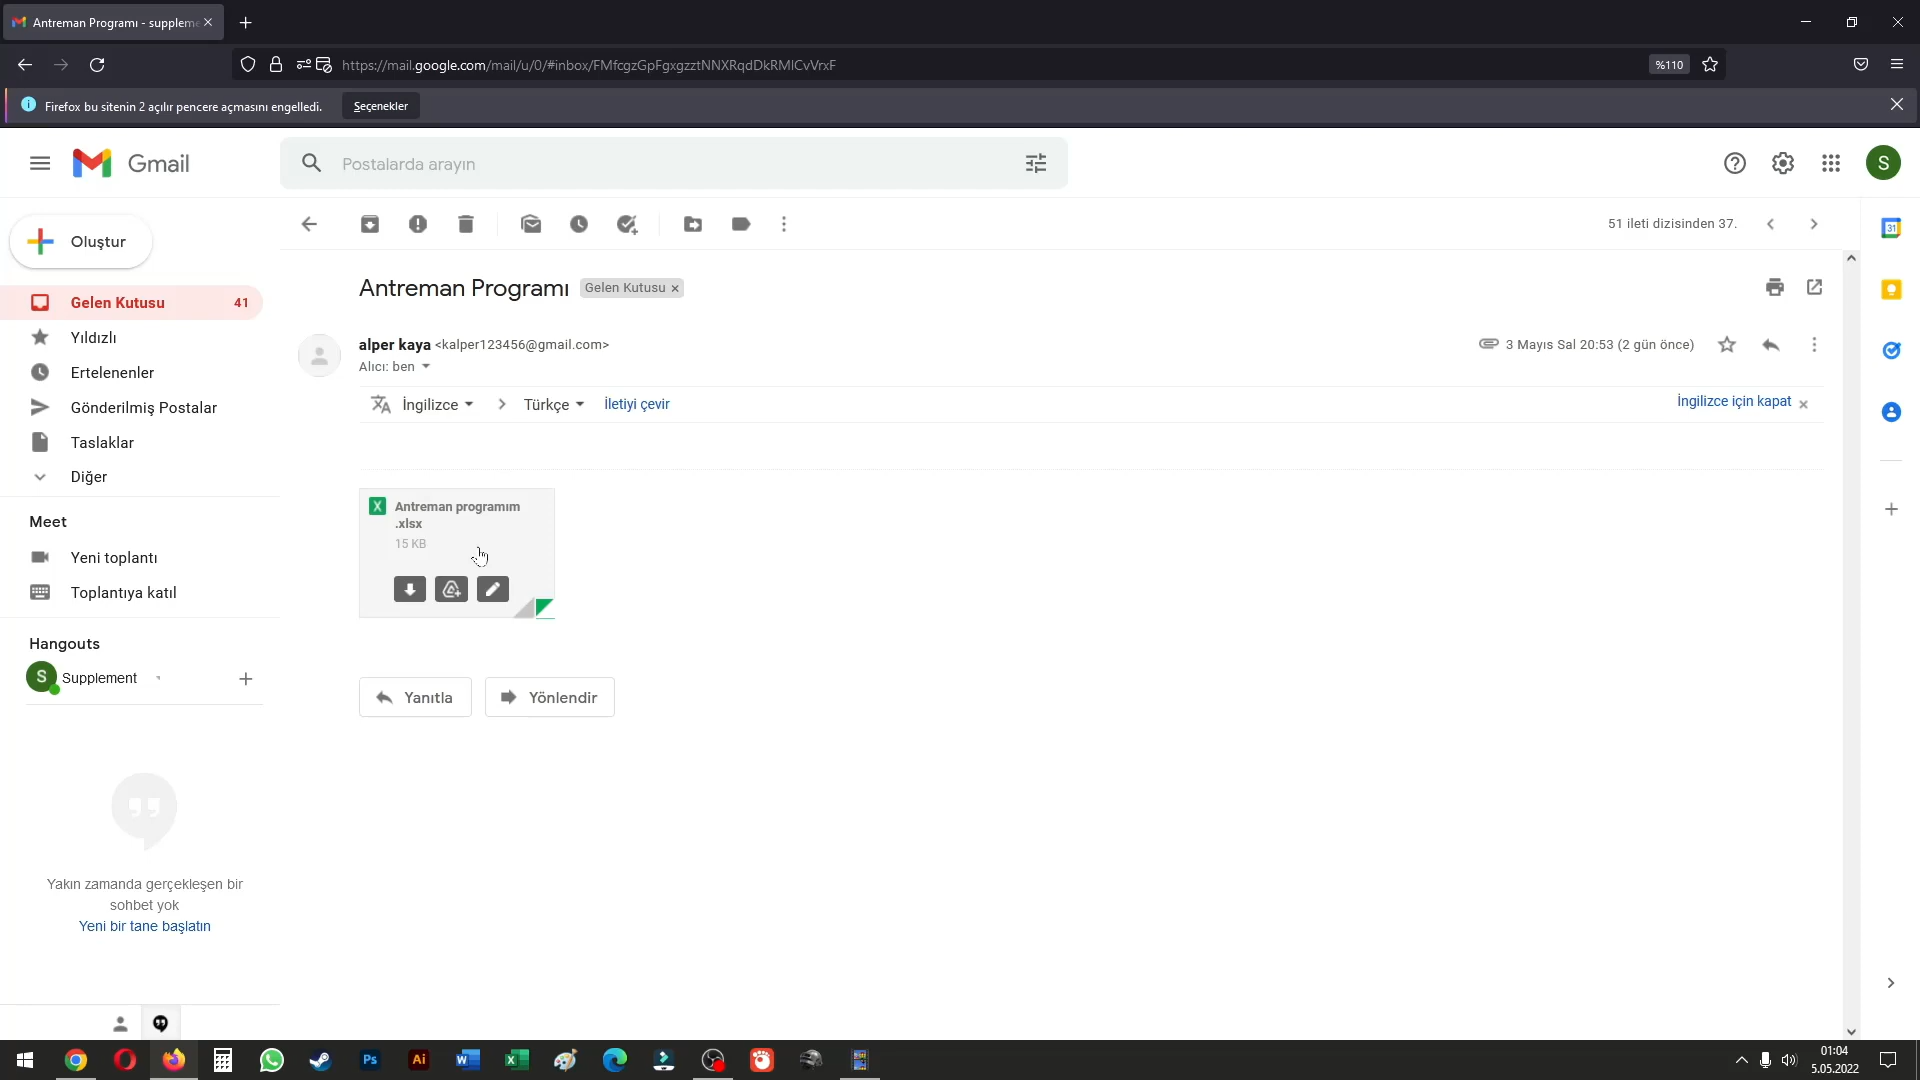 Antreman Programı - suppleme
https://mail.google.com/mail/u/0/#inbox/FMfcgzGpFgxgzztNNXRqdDkRMlCvVrxF
%110
Firefox bu sitenin 2 açılır pencere açmasını engelledi.
Seçenekler
Gmail
Postalarda arayın
S
Oluştur
51 ileti dizisinden 37.
31
Gelen Kutusu 41
Yıldızlı
Ertelenenler
Gönderilmiş Postalar
Taslaklar
Diğer
Meet
Yeni toplantı
Toplantıya katıl
Hangouts
S Supplement
Yakın zamanda gerçekleşen bir
sohbet yok
Yeni bir tane başlatın
Antreman Programı
Gelen Kutusu
alper kaya <kalper123456@gmail.com>
3 Mayıs Sal 20:53 (2 gün önce)
Alıcı: ben
İngilizce
Türkçe
İletiyi çevir
İngilizce için kapat
X
Antreman programım
.xlsx
15 KB
Yanıtla
Yönlendir
Ps
Ai
01:04
5.05.2022